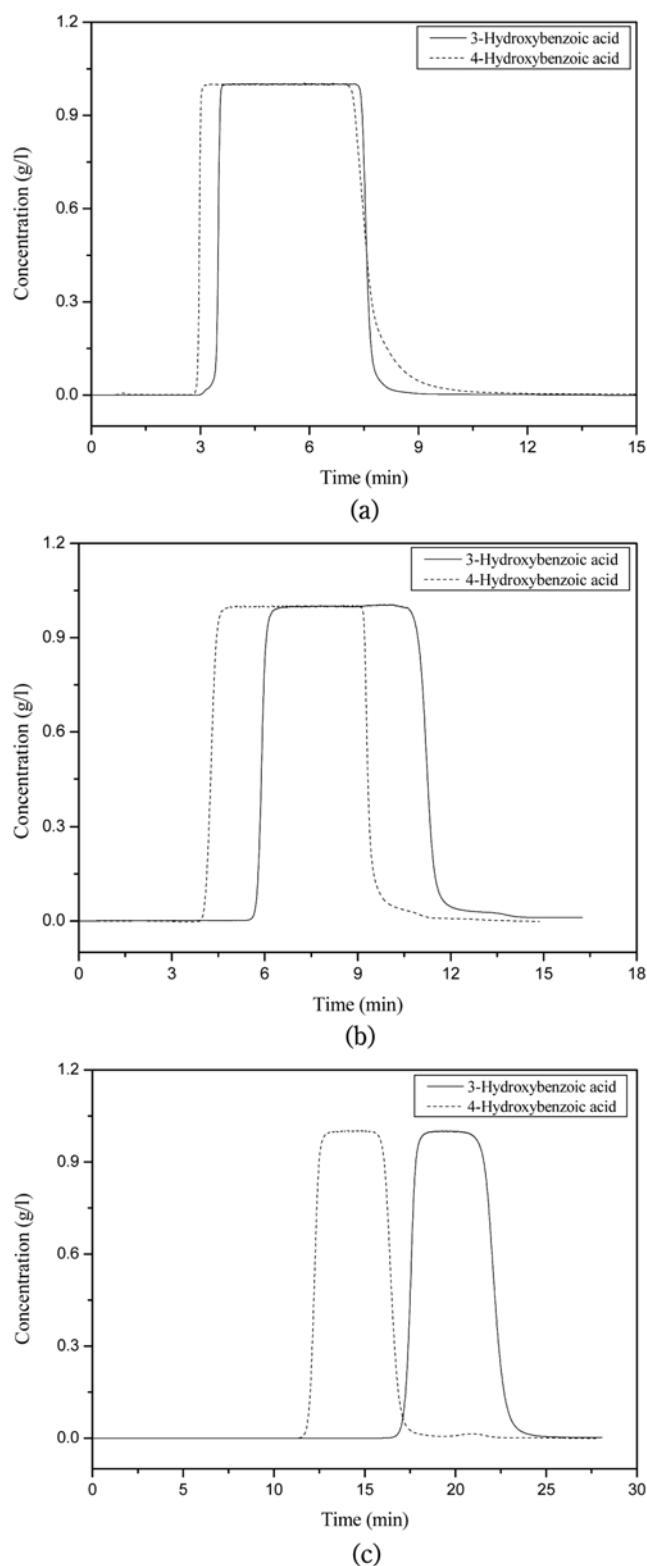 1.2
3-Hydroxybenzoic acid
4-Hydroxybenzoic acid
0.9
0.6
0.3
0.0
Concentration (g/l)
0 3 6 9 12 15
Time (min)
(a)
1.2
3-Hydroxybenzoic acid
4-Hydroxybenzoic acid
0.9
0.6
0.3
0.0
Concentration (g/l)
0 3 6 9 12 15 18
Time (min)
(b)
1.2
3-Hydroxybenzoic acid
4-Hydroxybenzoic acid
0.9
0.6
0.3
0.0
Concentration (g/l)
0 5 10 15 20 25 30
Time (min)
(c)